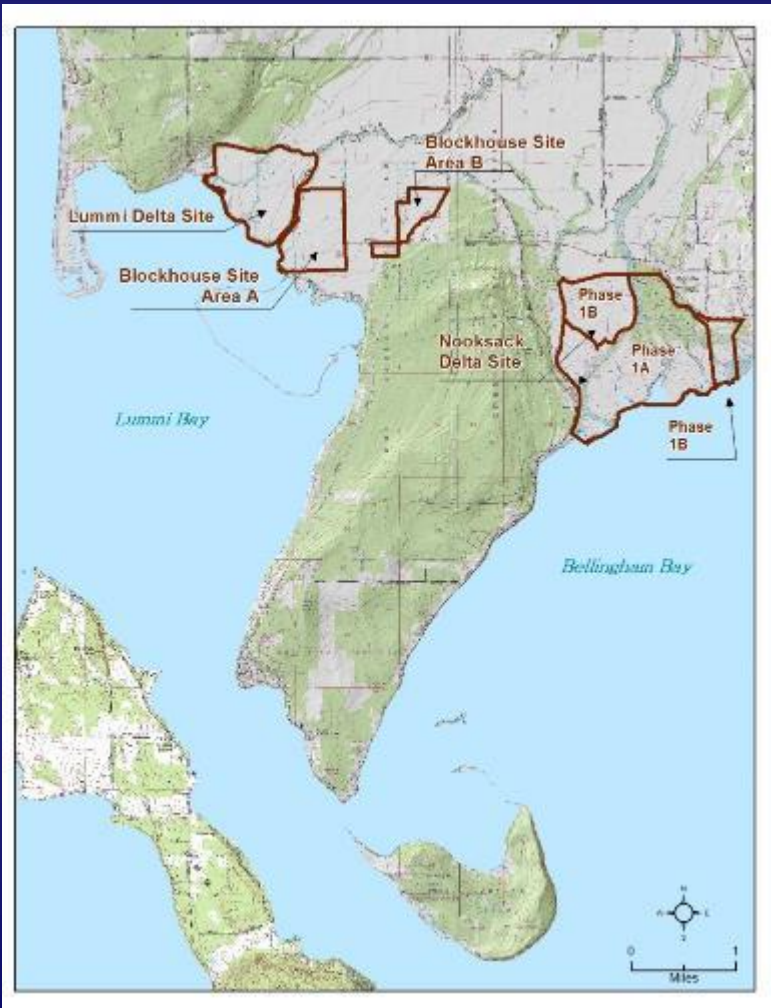 Blockhouse Site
Area B
Lummi Delta Site
Blockhouse Site
Area A
Phase
1B
Nooksack
Delta Site
Phase
1A
Phase
1B
Lummi Bay
Bellingham Bay
N
E
S
0 1
Miles